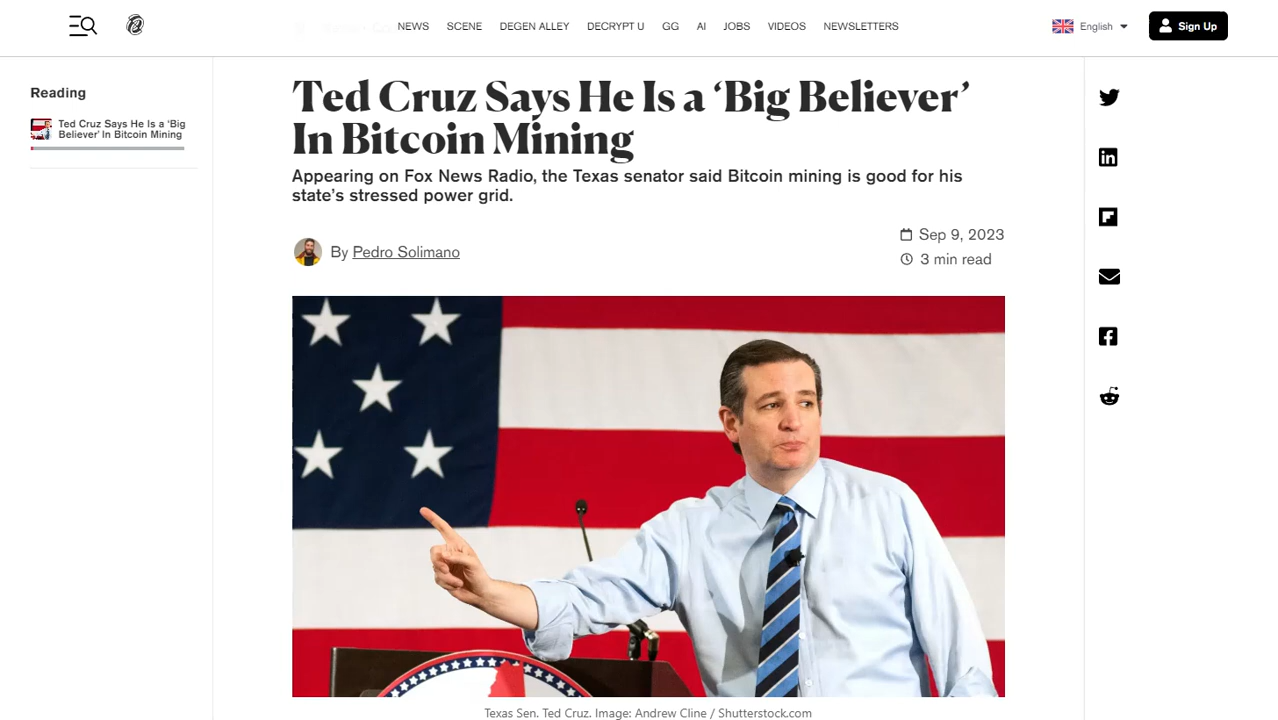 NEWS SCENE DEGEN ALLEY DECRYPT U GG AI JOBS VIDEOS NEWSLETTERS English Sign Up
Reading
Ted Cruz Says He Is a ‘Big
Believer’ In Bitcoin Mining
Ted Cruz Says He Is a ‘Big Believer’
In Bitcoin Mining
Appearing on Fox News Radio, the Texas senator said Bitcoin mining is good for his
state’s stressed power grid.
By Pedro Solimano
Sep 9, 2023
3 min read
Texas Sen. Ted Cruz. Image: Andrew Cline / Shutterstock.com